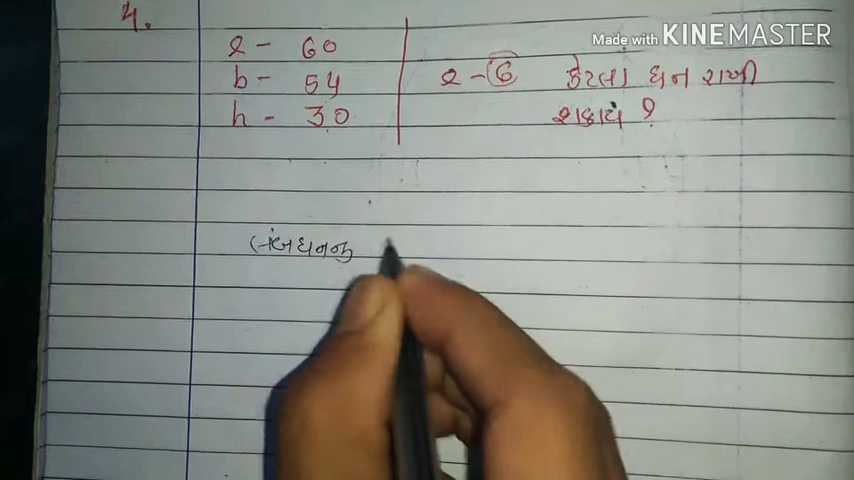 Made with KINEMASTER
4.
l - 60
b - 54
h - 30
l - 6 કેટલા ઘન રાખી
શકાય ?
લંબઘનનુ